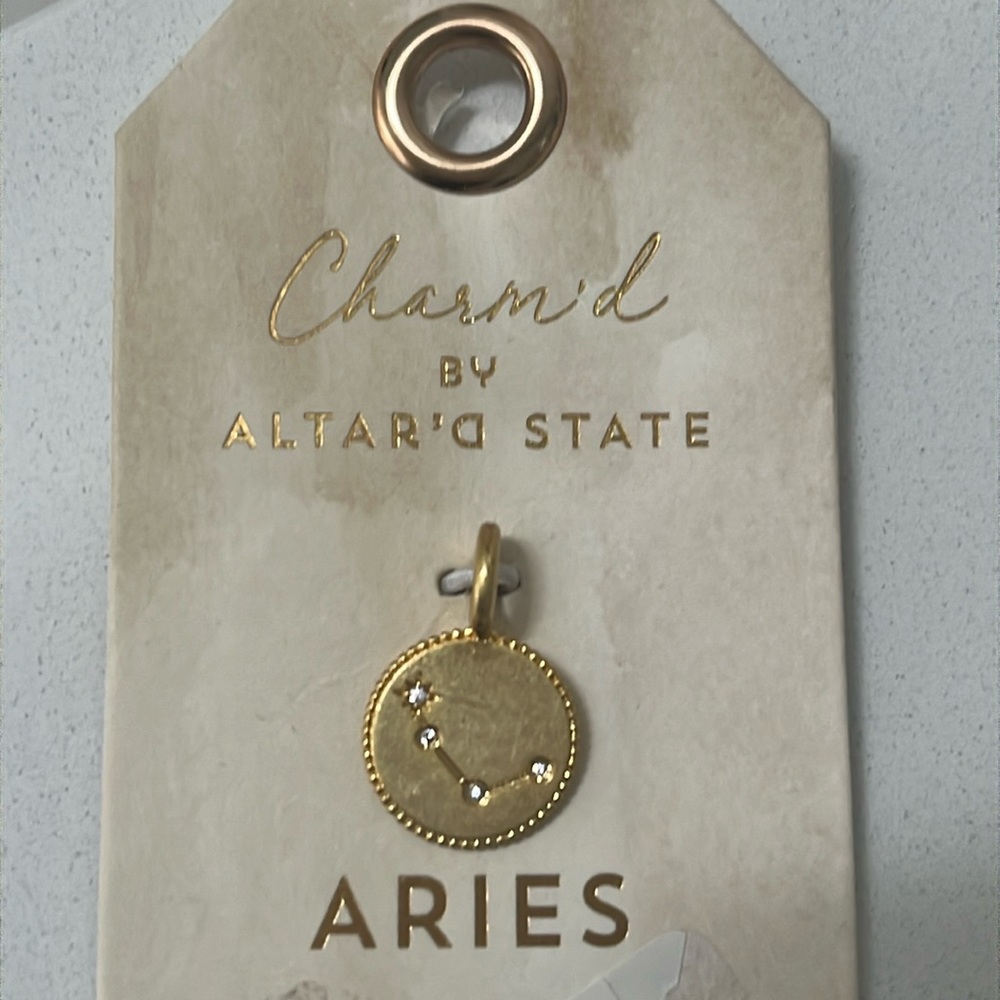 Charm'd
BY
ALTAR'D STATE
ARIES